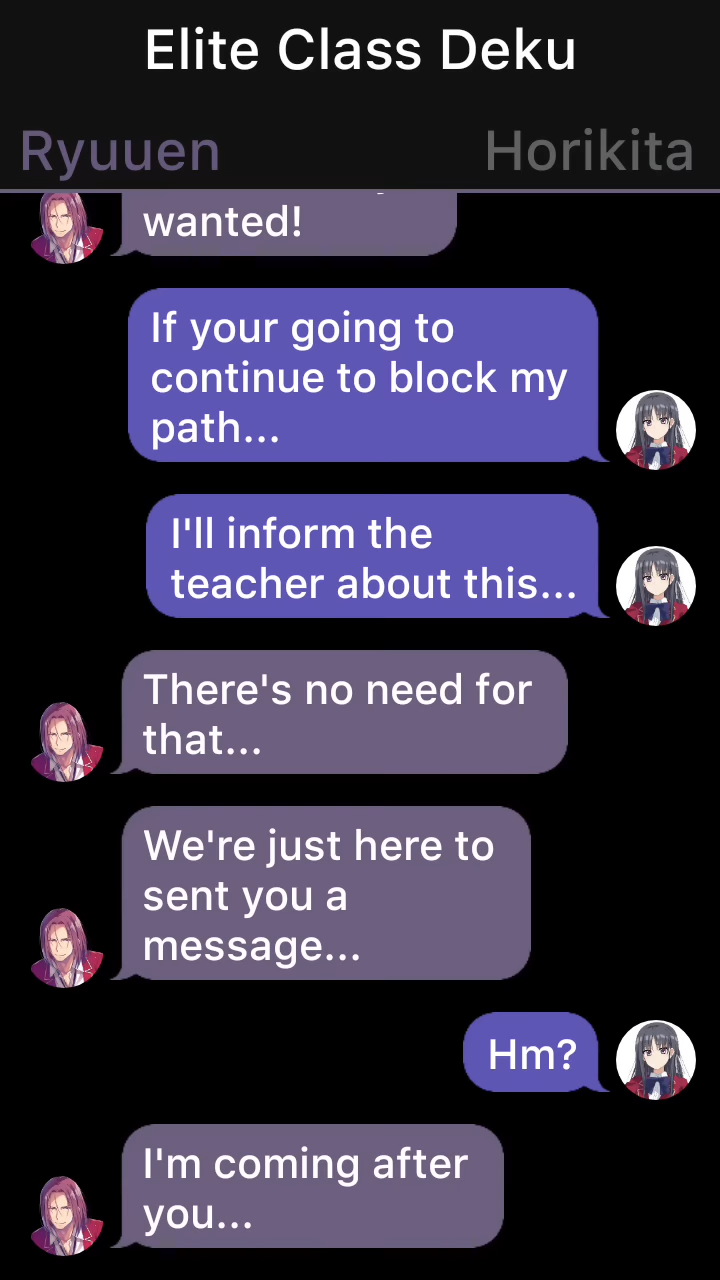 Elite Class Deku
Ryuuen Horikita
wanted!
If your going to
continue to block my
path...
I'll inform the
teacher about this...
There's no need for
that...
We're just here to
sent you a
message...
Hm?
I'm coming after
you...